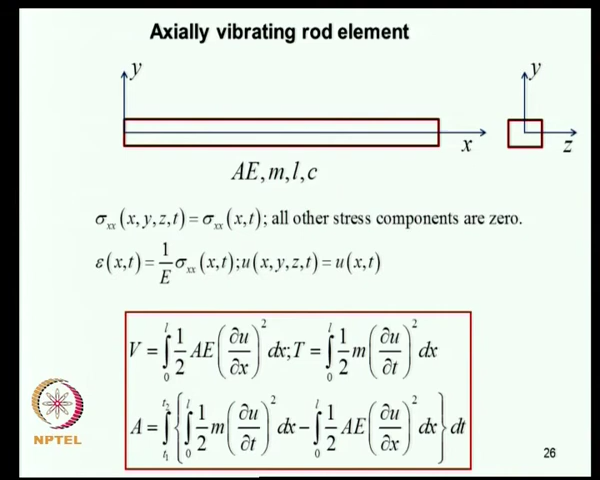 Axially vibrating rod element
y
y
x
z
AE, m, l, c
σxx(x, y, z, t) = σxx(x, t); all other stress components are zero.
ε(x, t) = 1/E σxx(x, t); u(x, y, z, t) = u(x, t)
V = ∫₀ˡ 1/2 AE (∂u/∂x)² dx; T = ∫₀ˡ 1/2 m (∂u/∂t)² dx
A = ∫_{t₁}^{t₂} { ∫₀ˡ 1/2 m (∂u/∂t)² dx − ∫₀ˡ 1/2 AE (∂u/∂x)² dx } dt
NPTEL
26